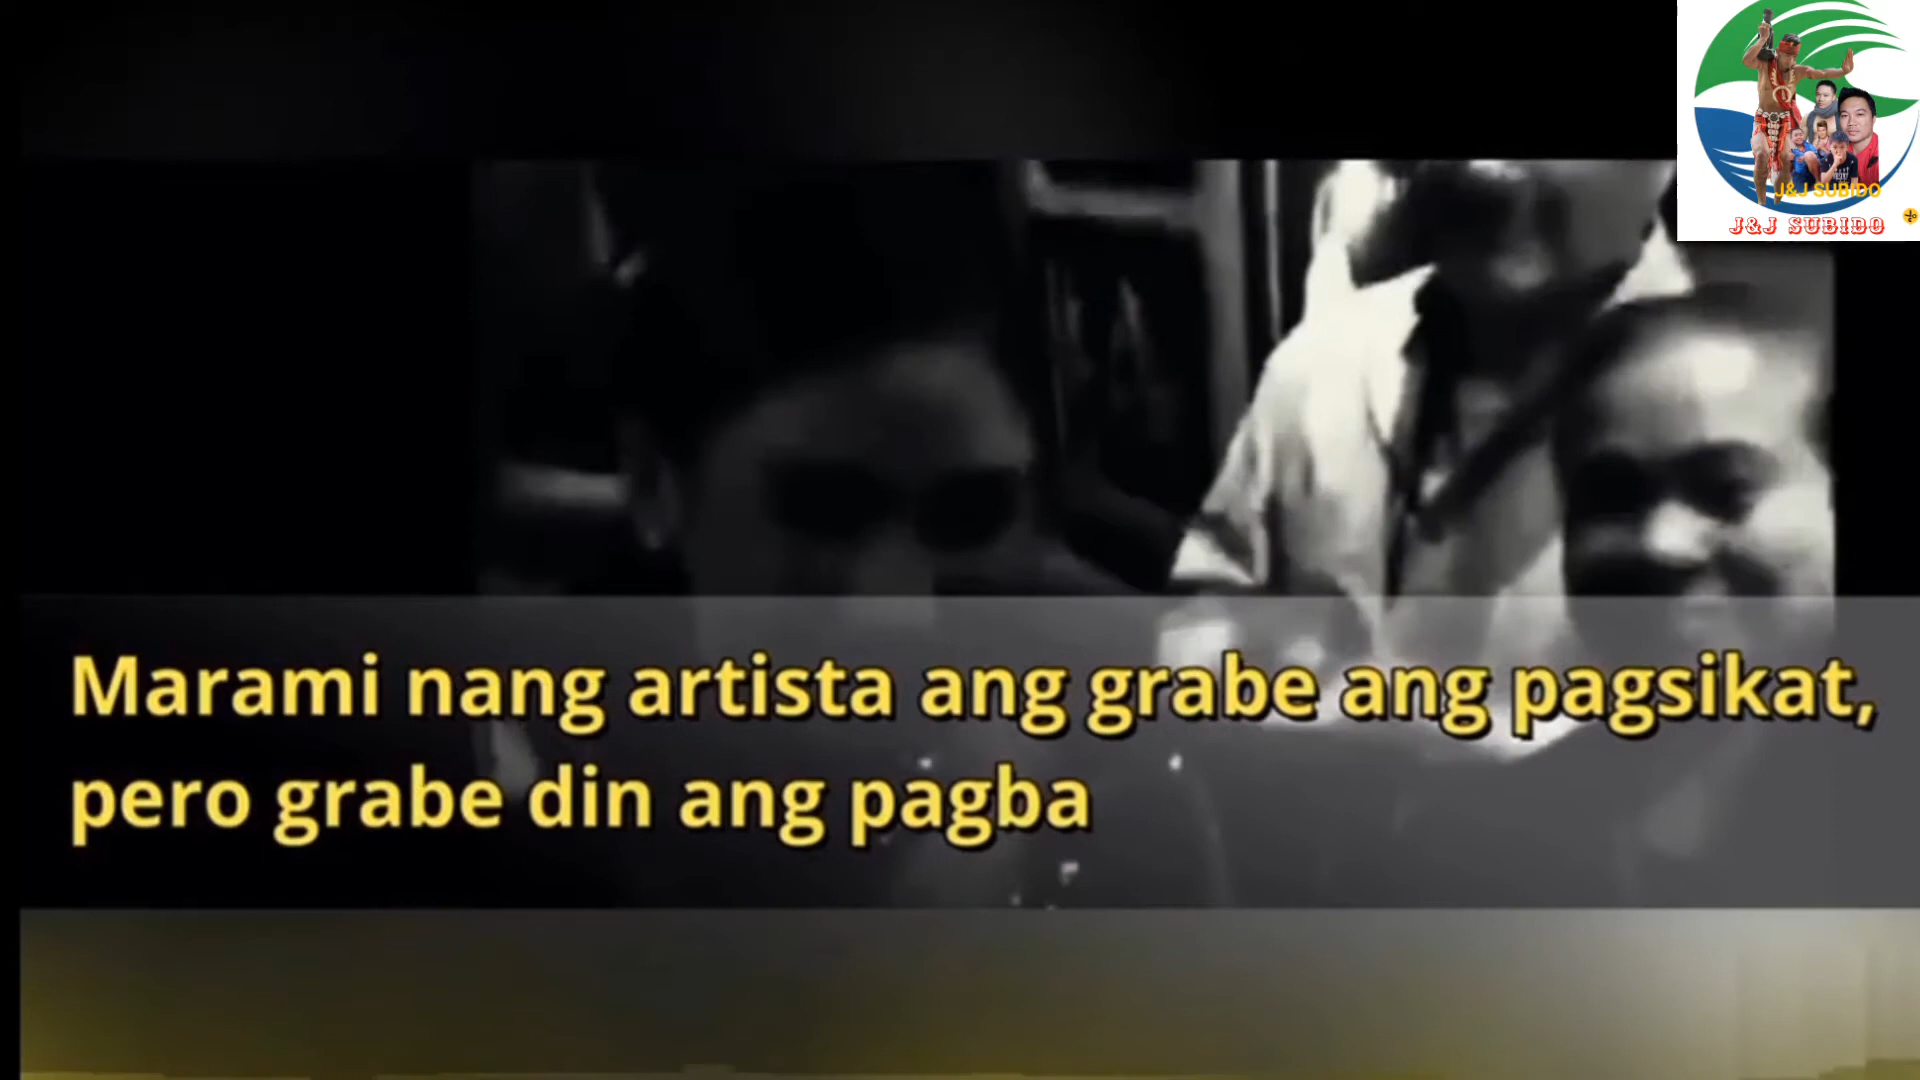 J&J SUBIDO
J&J SUBIDO
Marami nang artista ang grabe ang pagsikat,
pero grabe din ang pagba